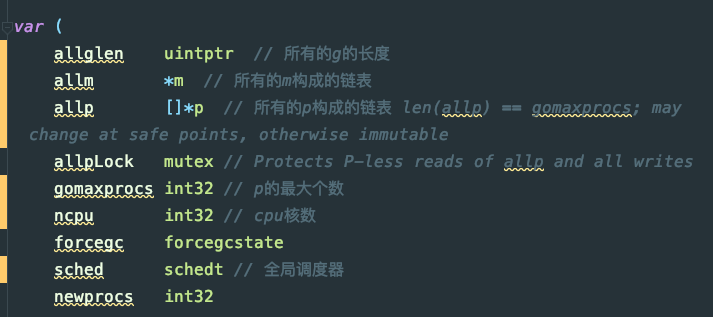 var (
allglen uintptr // 所有的g的长度
allm *m // 所有的m构成的链表
allp []*p // 所有的p构成的链表 len(allp) == gomaxprocs; may
change at safe points, otherwise immutable
allpLock mutex // Protects P-less reads of allp and all writes
gomaxprocs int32 // p的最大个数
ncpu int32 // cpu核数
forcegc forcegcstate
sched schedt // 全局调度器
newprocs int32